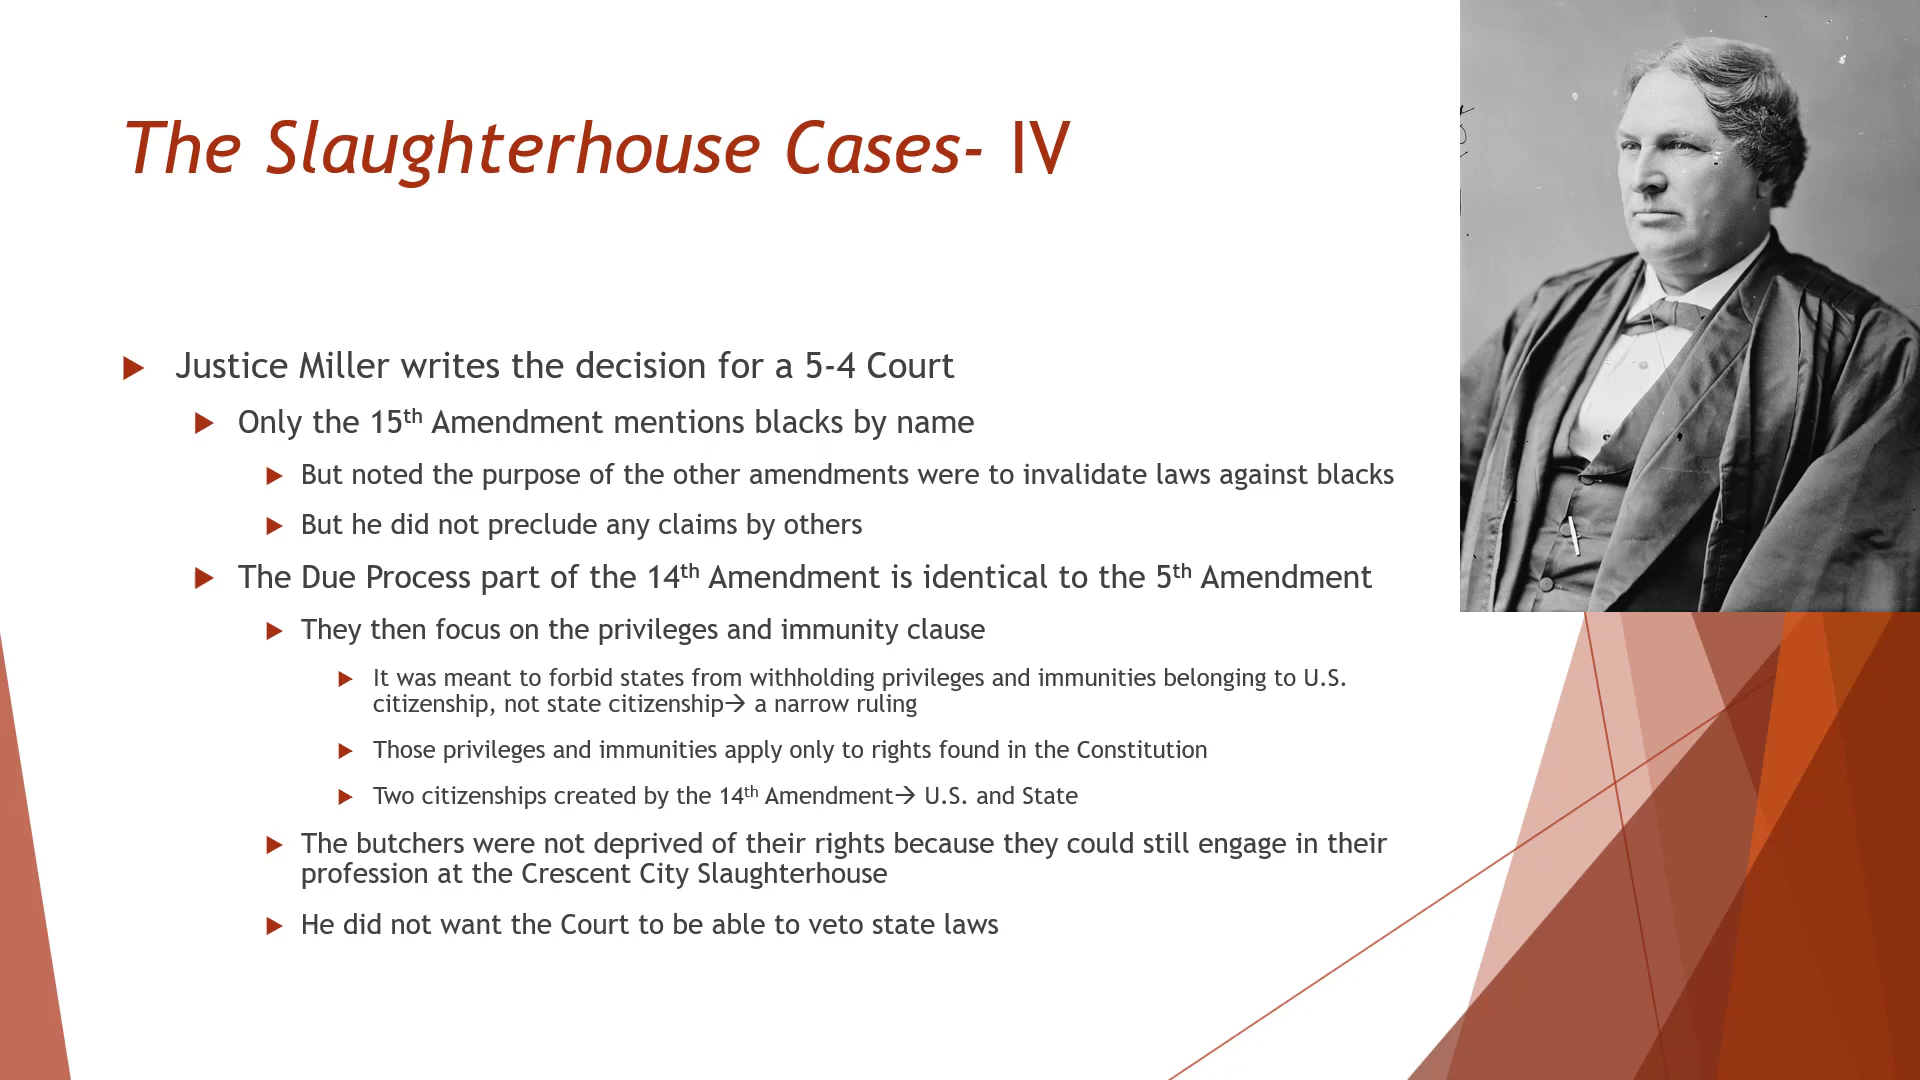 The Slaughterhouse Cases- IV
Justice Miller writes the decision for a 5-4 Court
Only the 15th Amendment mentions blacks by name
But noted the purpose of the other amendments were to invalidate laws against blacks
But he did not preclude any claims by others
The Due Process part of the 14th Amendment is identical to the 5th Amendment
They then focus on the privileges and immunity clause
It was meant to forbid states from withholding privileges and immunities belonging to U.S.
citizenship, not state citizenship→ a narrow ruling
Those privileges and immunities apply only to rights found in the Constitution
Two citizenships created by the 14th Amendment→ U.S. and State
The butchers were not deprived of their rights because they could still engage in their
profession at the Crescent City Slaughterhouse
He did not want the Court to be able to veto state laws